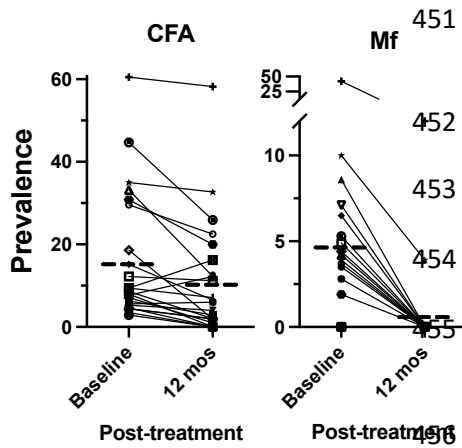 451
CFA
Mf
Prevalence
60
40
20
0
Baseline
12 mos
Post-treatment
50
25
10
5
0
Baseline
12 mos
Post-treatment
452
453
454
455
456